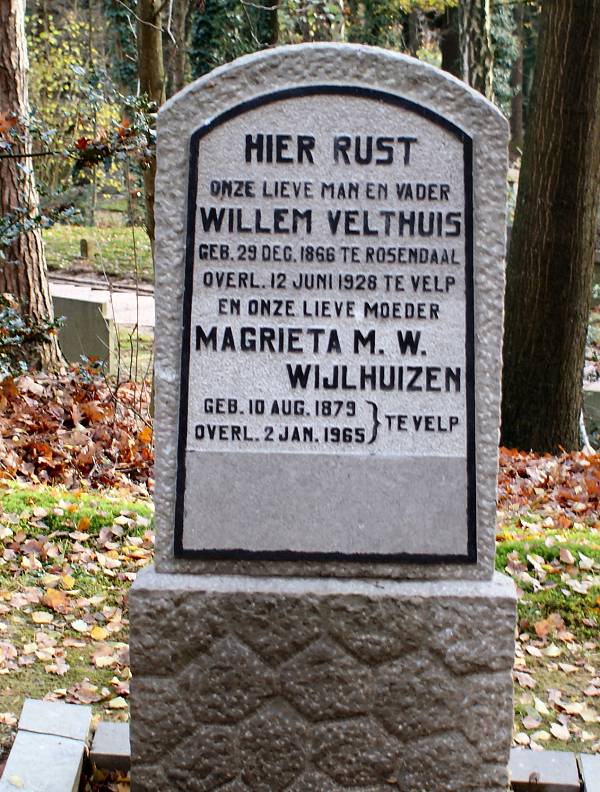 HIER RUST
ONZE LIEVE MAN EN VADER
WILLEM VELTHUIS
GEB. 29 DEC. 1866 TE ROSENDAAL
OVERL. 12 JUNI 1928 TE VELP
EN ONZE LIEVE MOEDER
MAGRIETA M. W.
WIJLHUIZEN
GEB. 10 AUG. 1879
OVERL. 2 JAN. 1965 } TE VELP